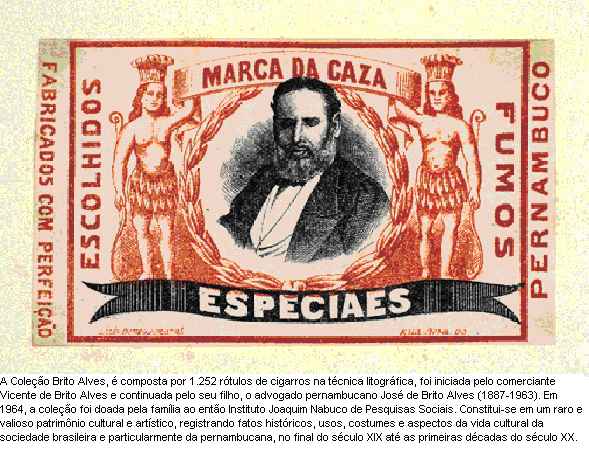 FABRICADOS COM PERFEIÇÃO
ESCOLHIDOS
MARCA DA CAZA
FUMOS
PERNAMBUCO
ESPECIAES
A Coleção Brito Alves, é composta por 1.252 rótulos de cigarros na técnica litográfica, foi iniciada pelo comerciante
Vicente de Brito Alves e continuada pelo seu filho, o advogado pernambucano José de Brito Alves (1887-1963). Em
1964, a coleção foi doada pela família ao então Instituto Joaquim Nabuco de Pesquisas Sociais. Constitui-se em um raro e
valioso patrimônio cultural e artístico, registrando fatos históricos, usos, costumes e aspectos da vida cultural da
sociedade brasileira e particularmente da pernambucana, no final do século XIX até as primeiras décadas do século XX.